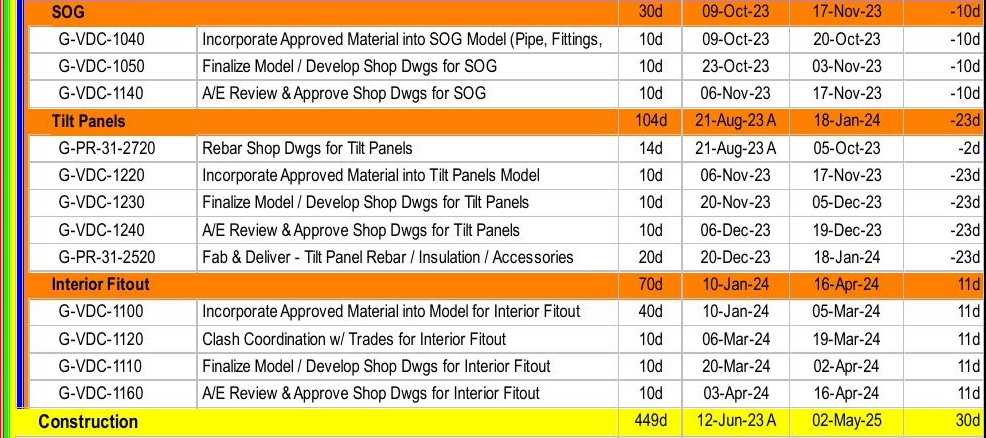 SOG 30d 09-Oct-23 17-Nov-23 -10d
G-VDC-1040 Incorporate Approved Material into SOG Model (Pipe, Fittings, 10d 09-Oct-23 20-Oct-23 -10d
G-VDC-1050 Finalize Model / Develop Shop Dwgs for SOG 10d 23-Oct-23 03-Nov-23 -10d
G-VDC-1140 A/E Review & Approve Shop Dwgs for SOG 10d 06-Nov-23 17-Nov-23 -10d
Tilt Panels 104d 21-Aug-23 A 18-Jan-24 -23d
G-PR-31-2720 Rebar Shop Dwgs for Tilt Panels 14d 21-Aug-23 A 05-Oct-23 -2d
G-VDC-1220 Incorporate Approved Material into Tilt Panels Model 10d 06-Nov-23 17-Nov-23 -23d
G-VDC-1230 Finalize Model / Develop Shop Dwgs for Tilt Panels 10d 20-Nov-23 05-Dec-23 -23d
G-VDC-1240 A/E Review & Approve Shop Dwgs for Tilt Panels 10d 06-Dec-23 19-Dec-23 -23d
G-PR-31-2520 Fab & Deliver - Tilt Panel Rebar / Insulation / Accessories 20d 20-Dec-23 18-Jan-24 -23d
Interior Fitout 70d 10-Jan-24 16-Apr-24 11d
G-VDC-1100 Incorporate Approved Material into Model for Interior Fitout 40d 10-Jan-24 05-Mar-24 11d
G-VDC-1120 Clash Coordination w/ Trades for Interior Fitout 10d 06-Mar-24 19-Mar-24 11d
G-VDC-1110 Finalize Model / Develop Shop Dwgs for Interior Fitout 10d 20-Mar-24 02-Apr-24 11d
G-VDC-1160 A/E Review & Approve Shop Dwgs for Interior Fitout 10d 03-Apr-24 16-Apr-24 11d
Construction 449d 12-Jun-23 A 02-May-25 30d